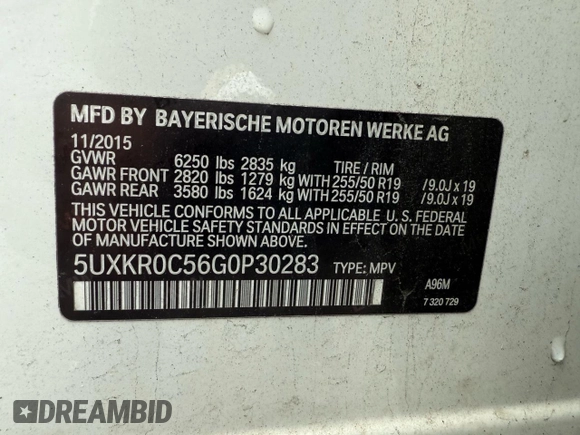 MFD BY BAYERISCHE MOTOREN WERKE AG
11/2015
GVWR 6250 lbs 2835 kg TIRE / RIM
GAWR FRONT 2820 lbs 1279 kg WITH 255/50 R19 /9.0J x 19
GAWR REAR 3580 lbs 1624 kg WITH 255/50 R19 /9.0J x 19
THIS VEHICLE CONFORMS TO ALL APPLICABLE U. S. FEDERAL
MOTOR VEHICLE SAFETY STANDARDS IN EFFECT ON THE
DATE OF MANUFACTURE SHOWN ABOVE.
5UXKR0C56G0P30283 TYPE: MPV
A96M
7 320 729
DREAMBID